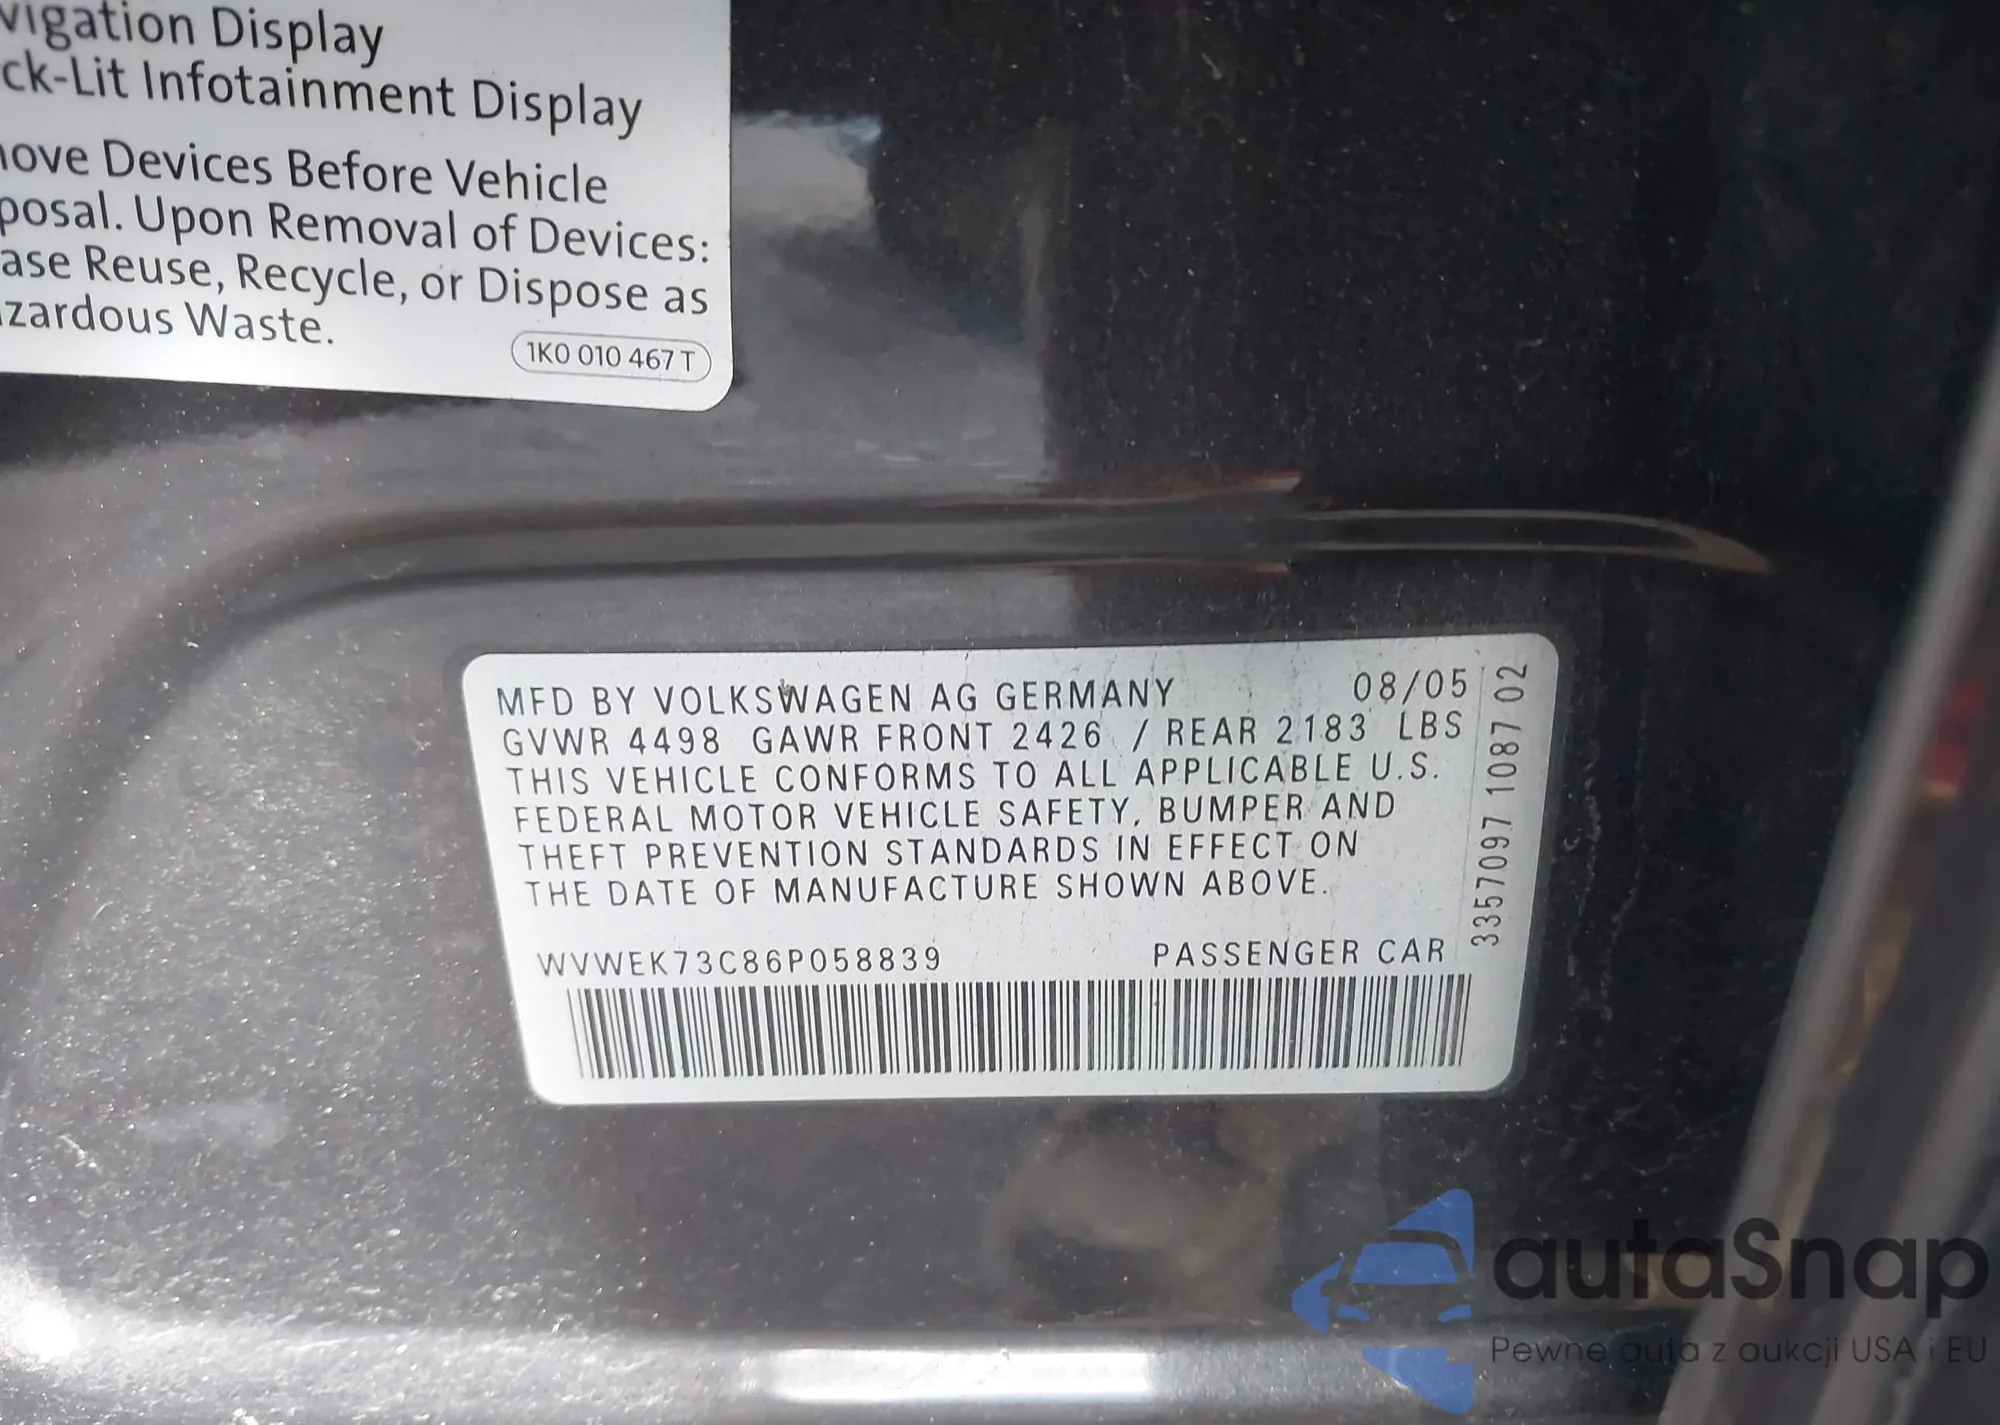 vigation Display
ck-Lit Infotainment Display
ove Devices Before Vehicle
posal. Upon Removal of Devices:
ase Reuse, Recycle, or Dispose as
zardous Waste.
1K0 010 467 T
MFD BY VOLKSWAGEN AG GERMANY 08/05
GVWR 4498 GAWR FRONT 2426 / REAR 2183 LBS
THIS VEHICLE CONFORMS TO ALL APPLICABLE U.S.
FEDERAL MOTOR VEHICLE SAFETY, BUMPER AND
THEFT PREVENTION STANDARDS IN EFFECT ON
THE DATE OF MANUFACTURE SHOWN ABOVE.
WVWEK73C86P058839 PASSENGER CAR
3357097 1087 02
autaSnap
Pewne auta z aukcji USA i EU